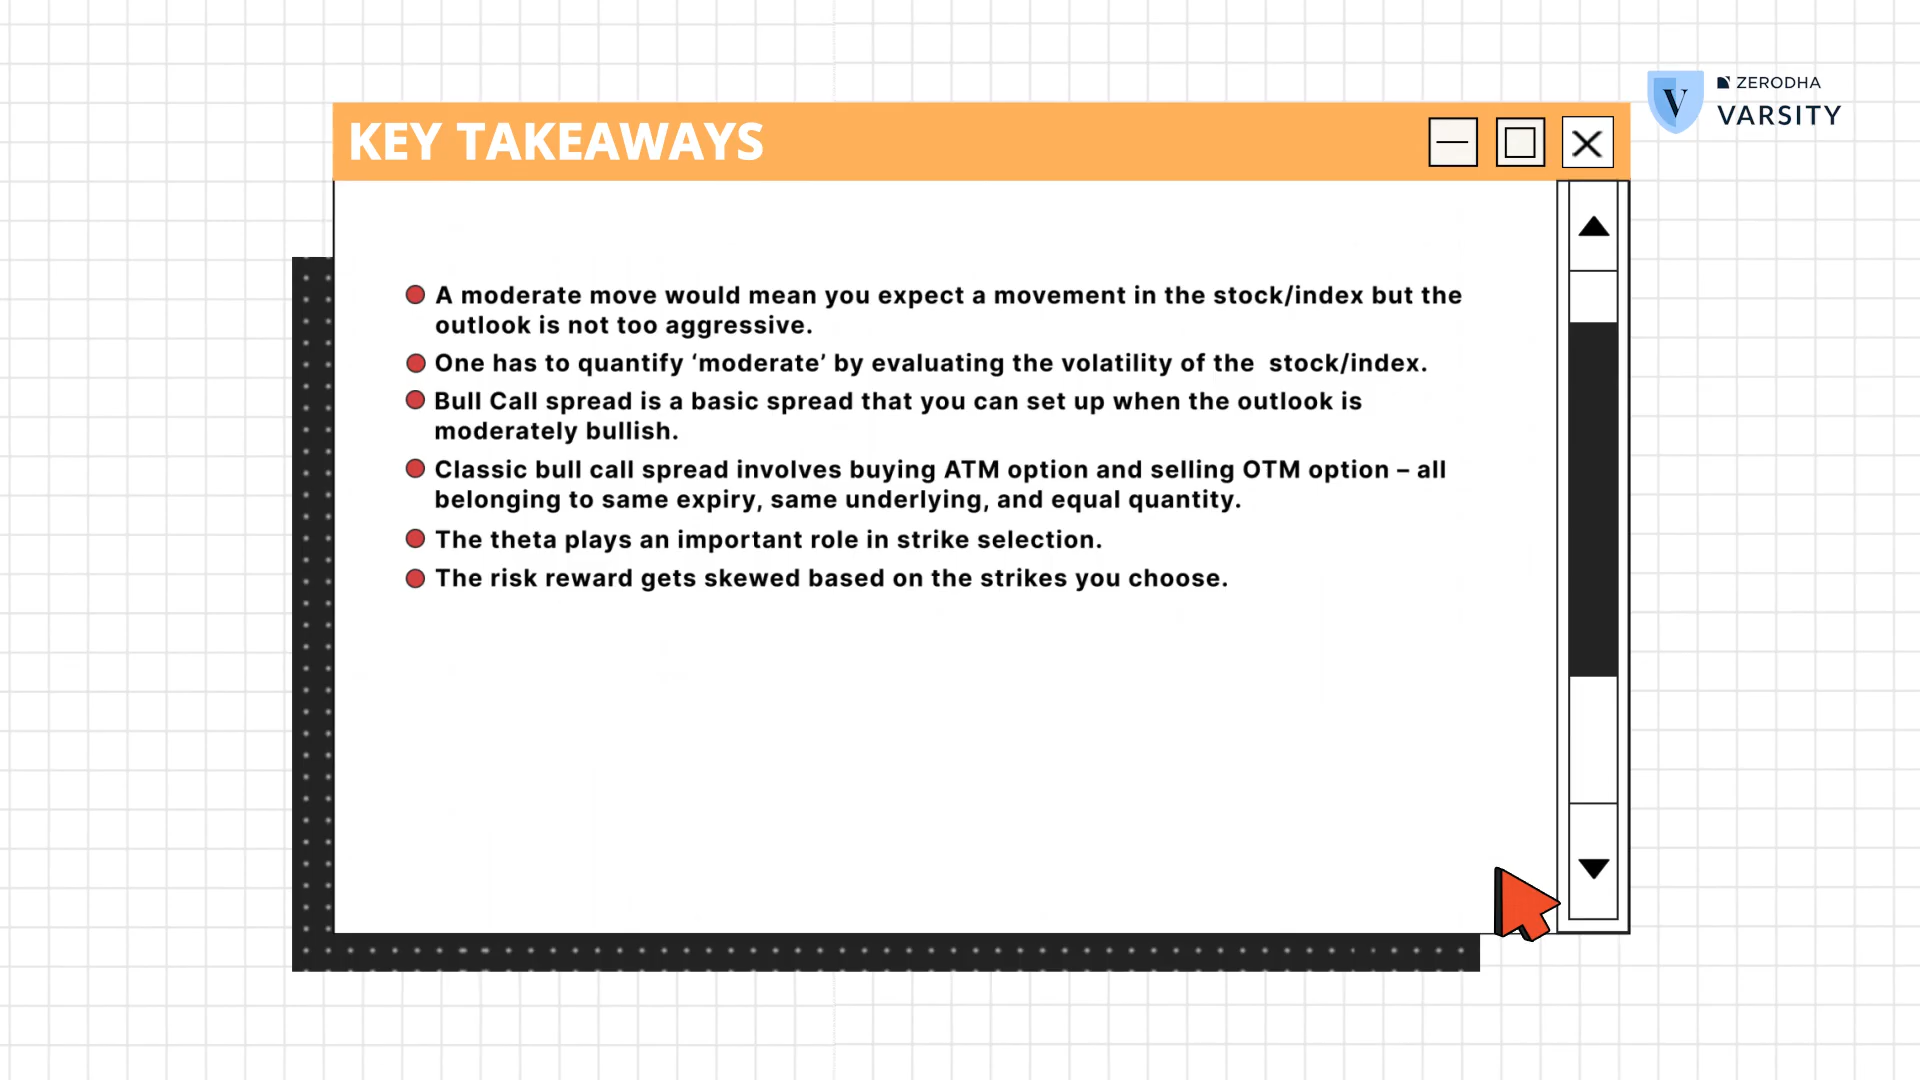 ZERODHA
VARSITY
KEY TAKEAWAYS
A moderate move would mean you expect a movement in the stock/index but the
outlook is not too aggressive.
One has to quantify ‘moderate’ by evaluating the volatility of the  stock/index.
Bull Call spread is a basic spread that you can set up when the outlook is
moderately bullish.
Classic bull call spread involves buying ATM option and selling OTM option – all
belonging to same expiry, same underlying, and equal quantity.
The theta plays an important role in strike selection.
The risk reward gets skewed based on the strikes you choose.